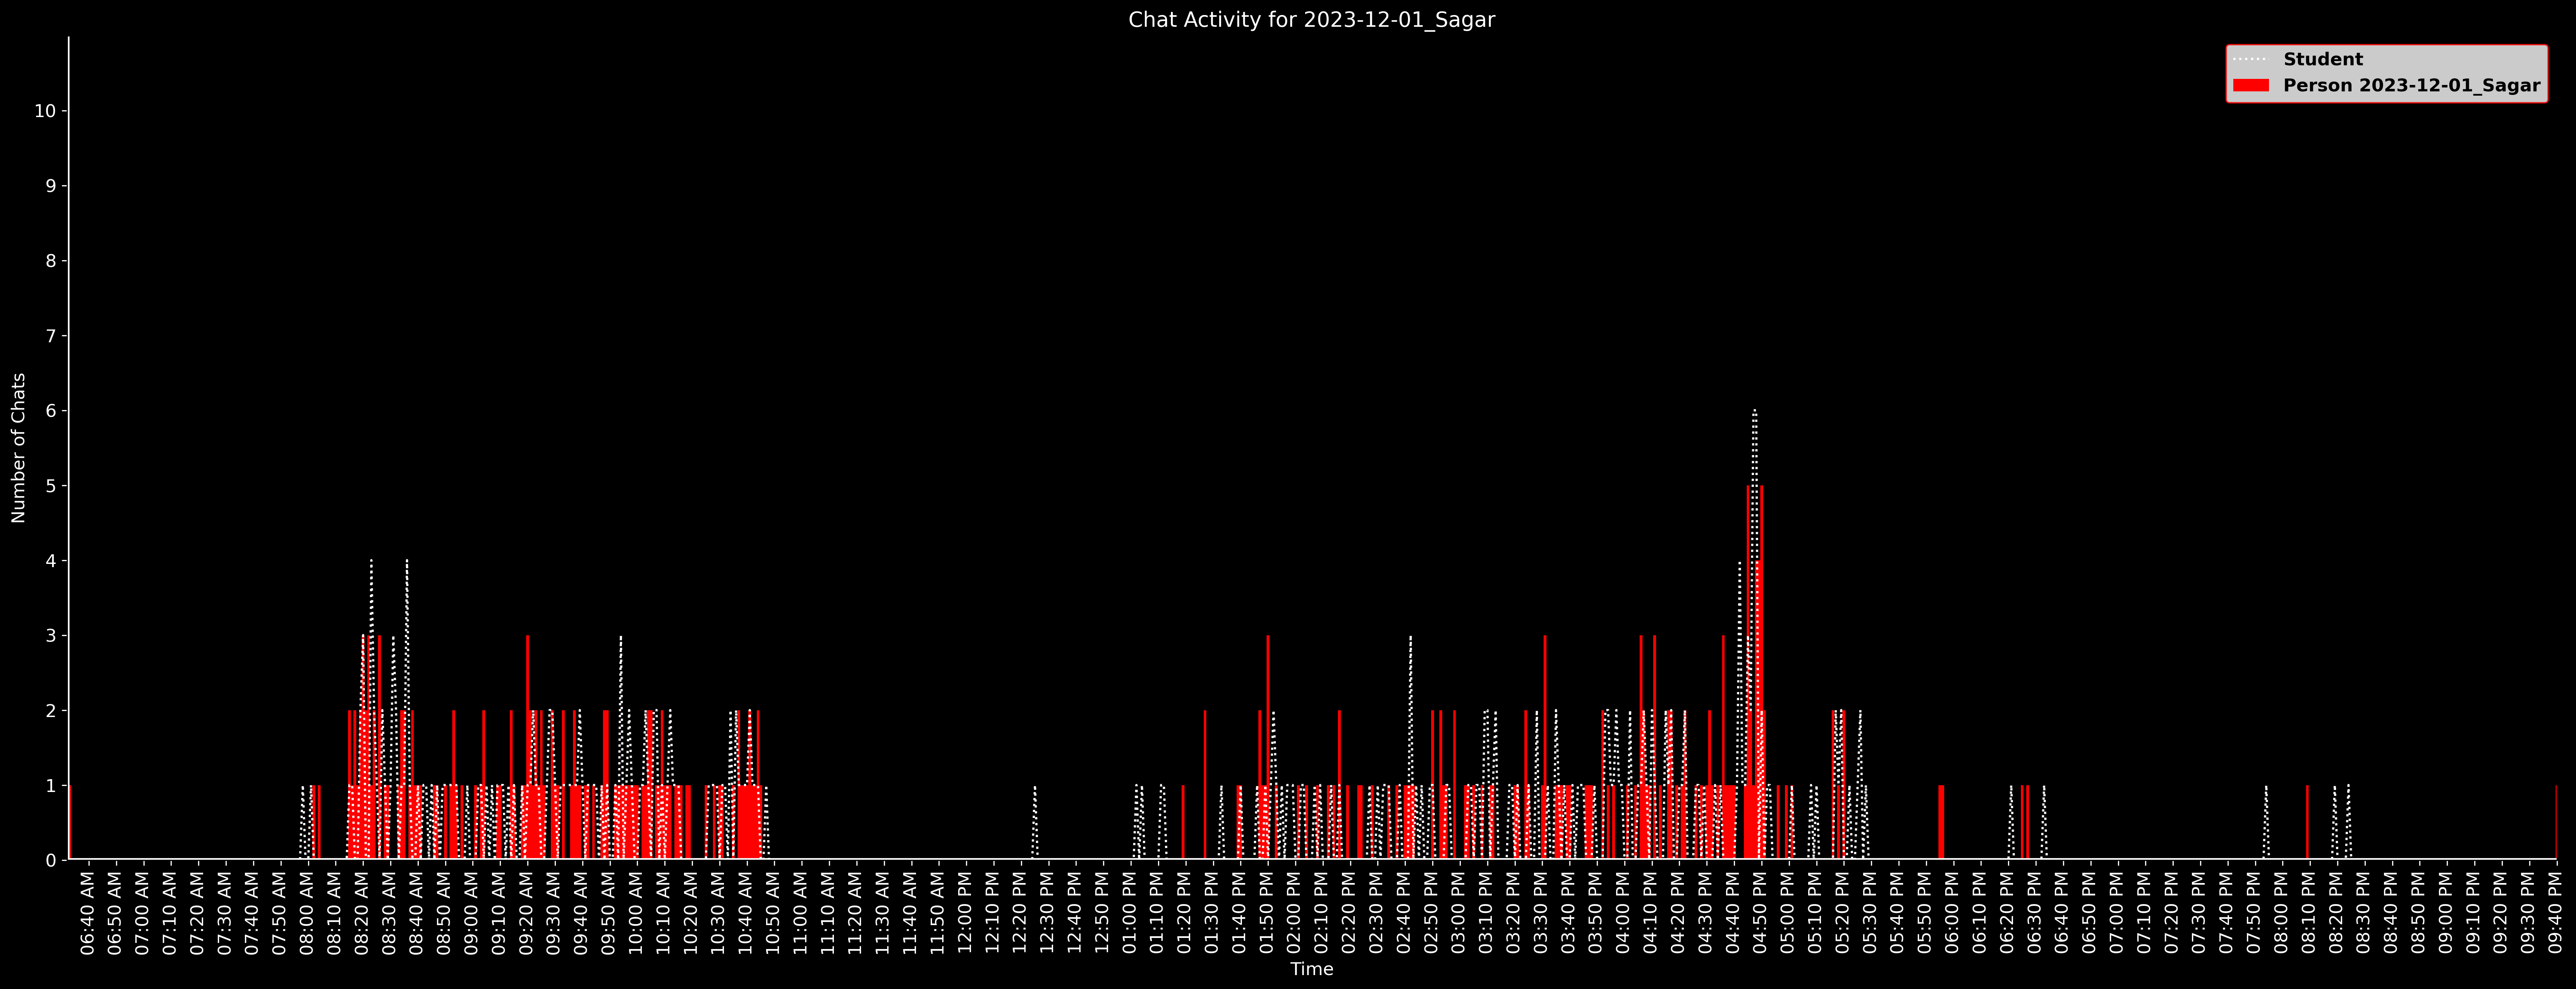 Chat Activity for 2023-12-01_Sagar
Student
Person 2023-12-01_Sagar
Number of Chats
10
9
8
7
6
5
4
3
2
1
0
06:40 AM
06:50 AM
07:00 AM
07:10 AM
07:20 AM
07:30 AM
07:40 AM
07:50 AM
08:00 AM
08:10 AM
08:20 AM
08:30 AM
08:40 AM
08:50 AM
09:00 AM
09:10 AM
09:20 AM
09:30 AM
09:40 AM
09:50 AM
10:00 AM
10:10 AM
10:20 AM
10:30 AM
10:40 AM
10:50 AM
11:00 AM
11:10 AM
11:20 AM
11:30 AM
11:40 AM
11:50 AM
12:00 PM
12:10 PM
12:20 PM
12:30 PM
12:40 PM
12:50 PM
01:00 PM
01:10 PM
01:20 PM
01:30 PM
01:40 PM
01:50 PM
02:00 PM
02:10 PM
02:20 PM
02:30 PM
02:40 PM
02:50 PM
03:00 PM
03:10 PM
03:20 PM
03:30 PM
03:40 PM
03:50 PM
04:00 PM
04:10 PM
04:20 PM
04:30 PM
04:40 PM
04:50 PM
05:00 PM
05:10 PM
05:20 PM
05:30 PM
05:40 PM
05:50 PM
06:00 PM
06:10 PM
06:20 PM
06:30 PM
06:40 PM
06:50 PM
07:00 PM
07:10 PM
07:20 PM
07:30 PM
07:40 PM
07:50 PM
08:00 PM
08:10 PM
08:20 PM
08:30 PM
08:40 PM
08:50 PM
09:00 PM
09:10 PM
09:20 PM
09:30 PM
09:40 PM
Time